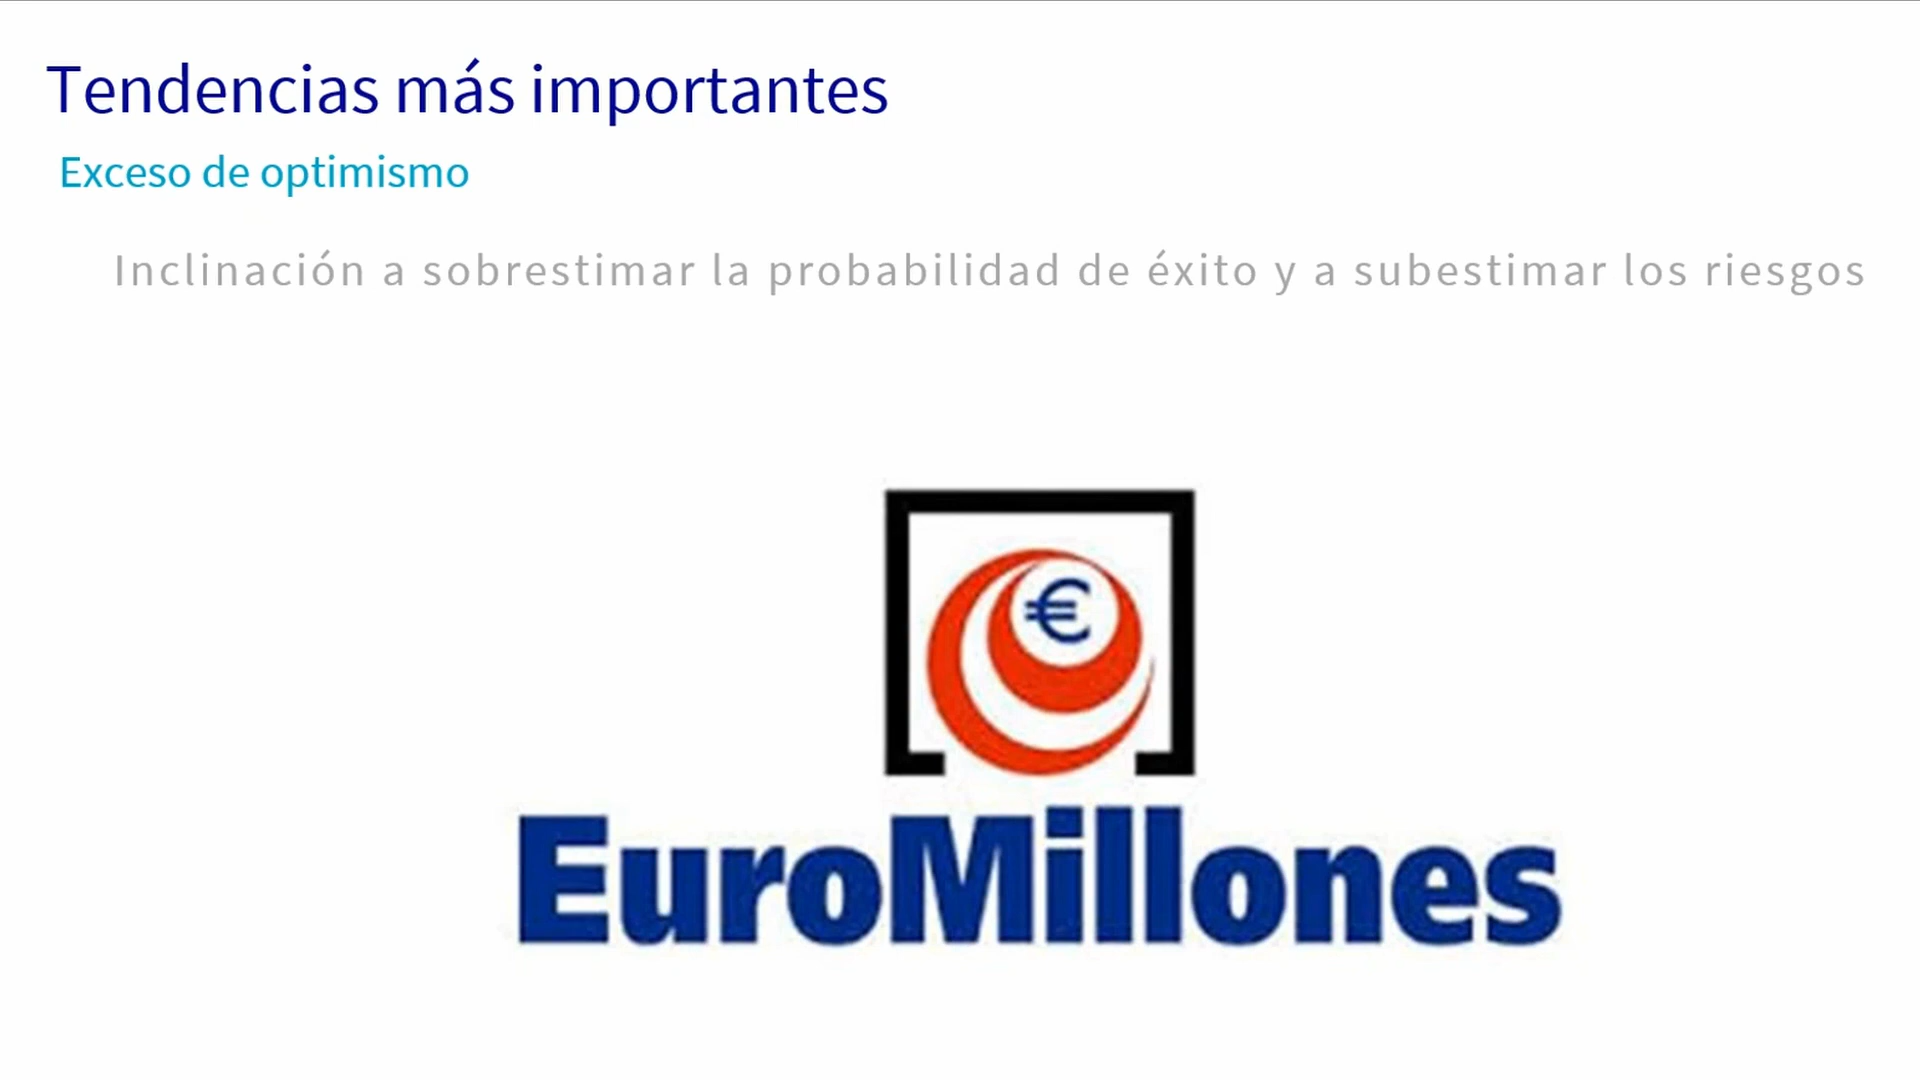 Tendencias más importantes
Exceso de optimismo
Inclinación a sobrestimar la probabilidad de éxito y a subestimar los riesgos
€
EuroMillones